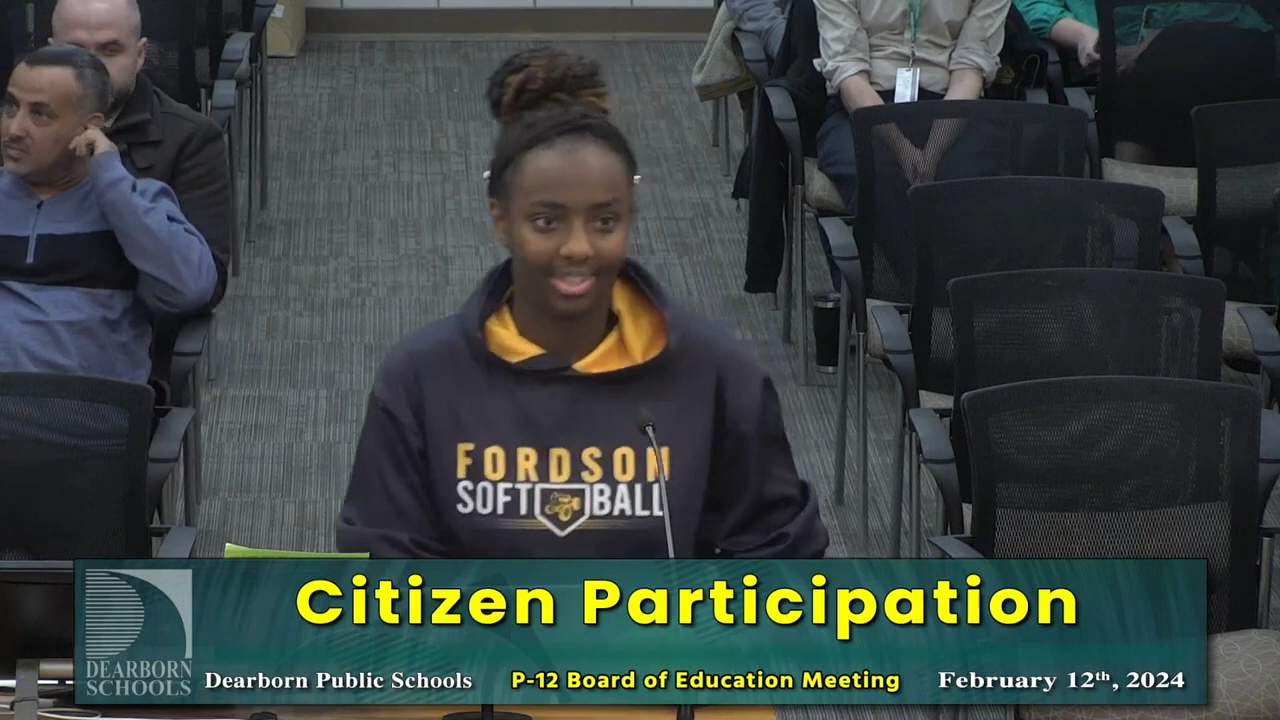 FORDSON
SOFTBALL
Citizen Participation
DEARBORN
SCHOOLS
Dearborn Public Schools P-12 Board of Education Meeting February 12th, 2024